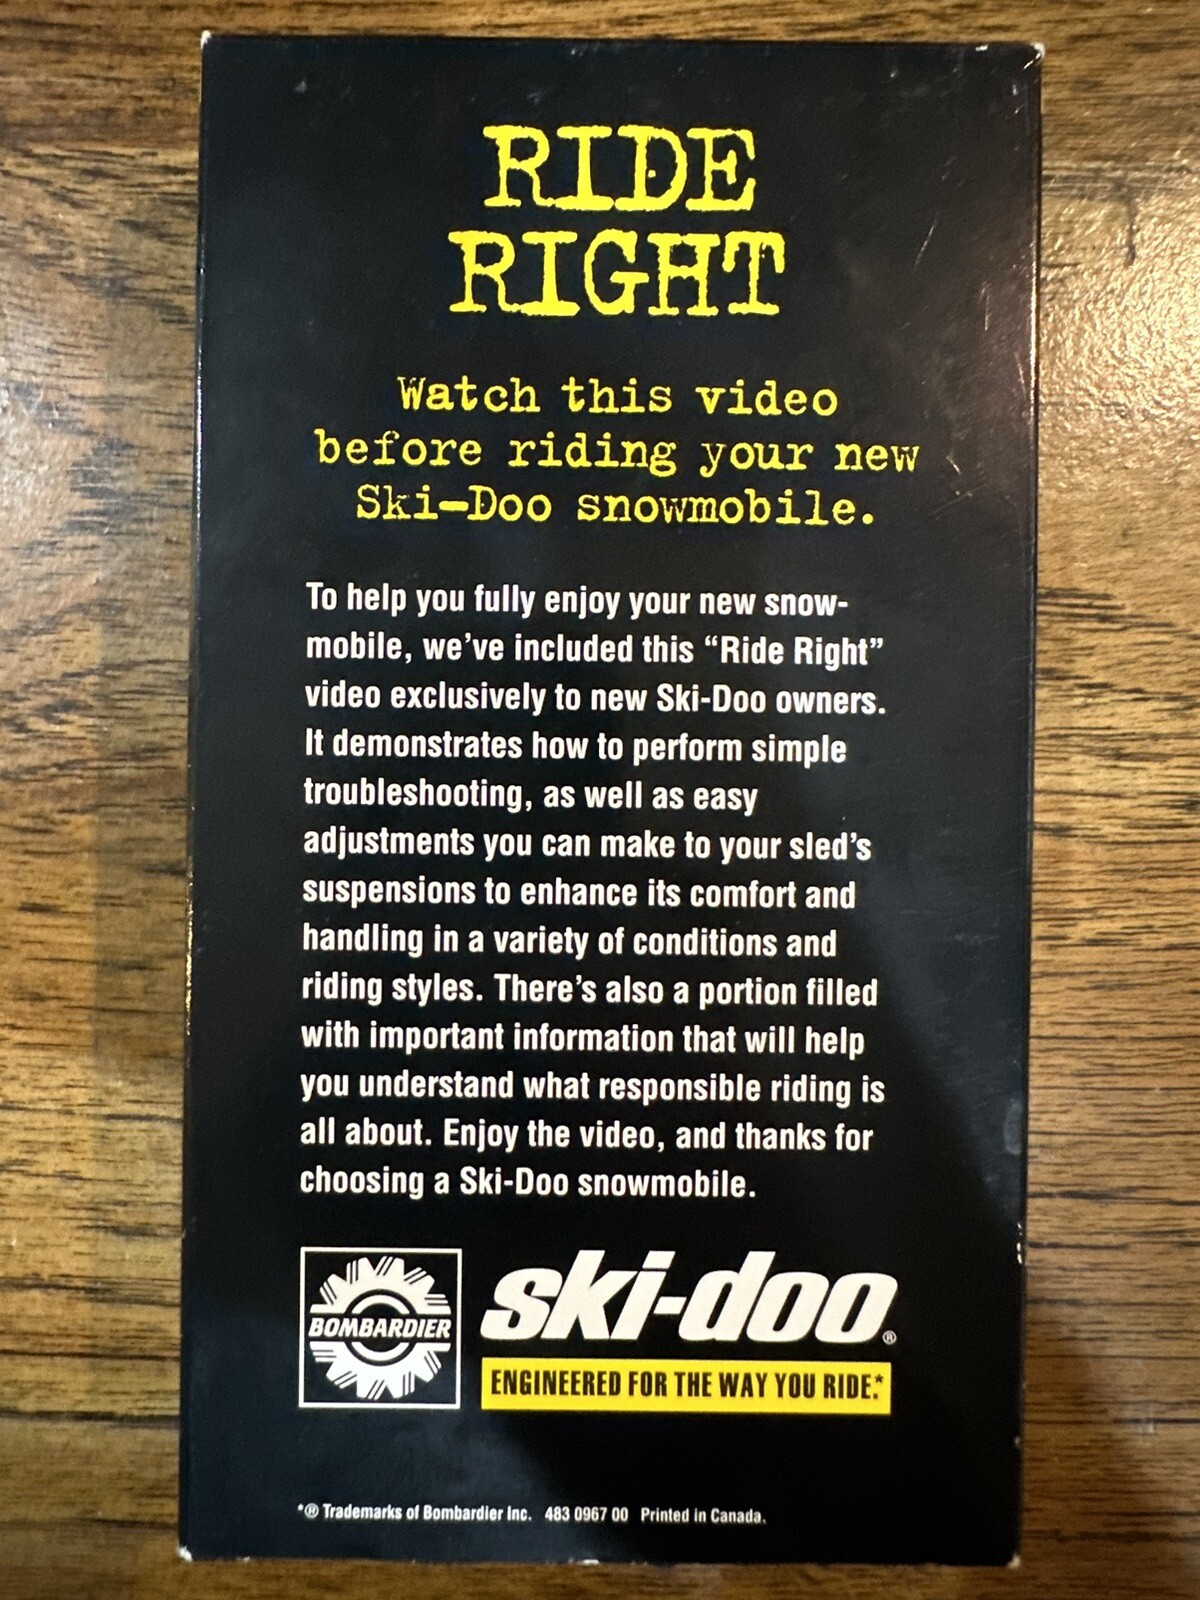 RIDE
RIGHT
Watch this video
before riding your new
Ski-Doo snowmobile.
To help you fully enjoy your new snow-
mobile, we've included this “Ride Right”
video exclusively to new Ski-Doo owners.
It demonstrates how to perform simple
troubleshooting, as well as easy
adjustments you can make to your sled's
suspensions to enhance its comfort and
handling in a variety of conditions and
riding styles. There's also a portion filled
with important information that will help
you understand what responsible riding is
all about. Enjoy the video, and thanks for
choosing a Ski-Doo snowmobile.
BOMBARDIER
ski-doo®
ENGINEERED FOR THE WAY YOU RIDE.*
*® Trademarks of Bombardier Inc. 483 0967 00 Printed in Canada.